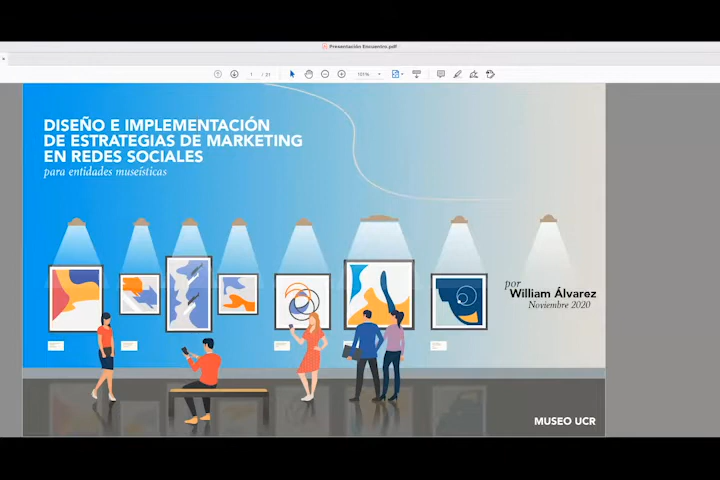 Presentación Encuentro.pdf
1 / 21
101%
DISEÑO E IMPLEMENTACIÓN
DE ESTRATEGIAS DE MARKETING
EN REDES SOCIALES
para entidades museísticas
por
William Álvarez
Noviembre 2020
MUSEO UCR